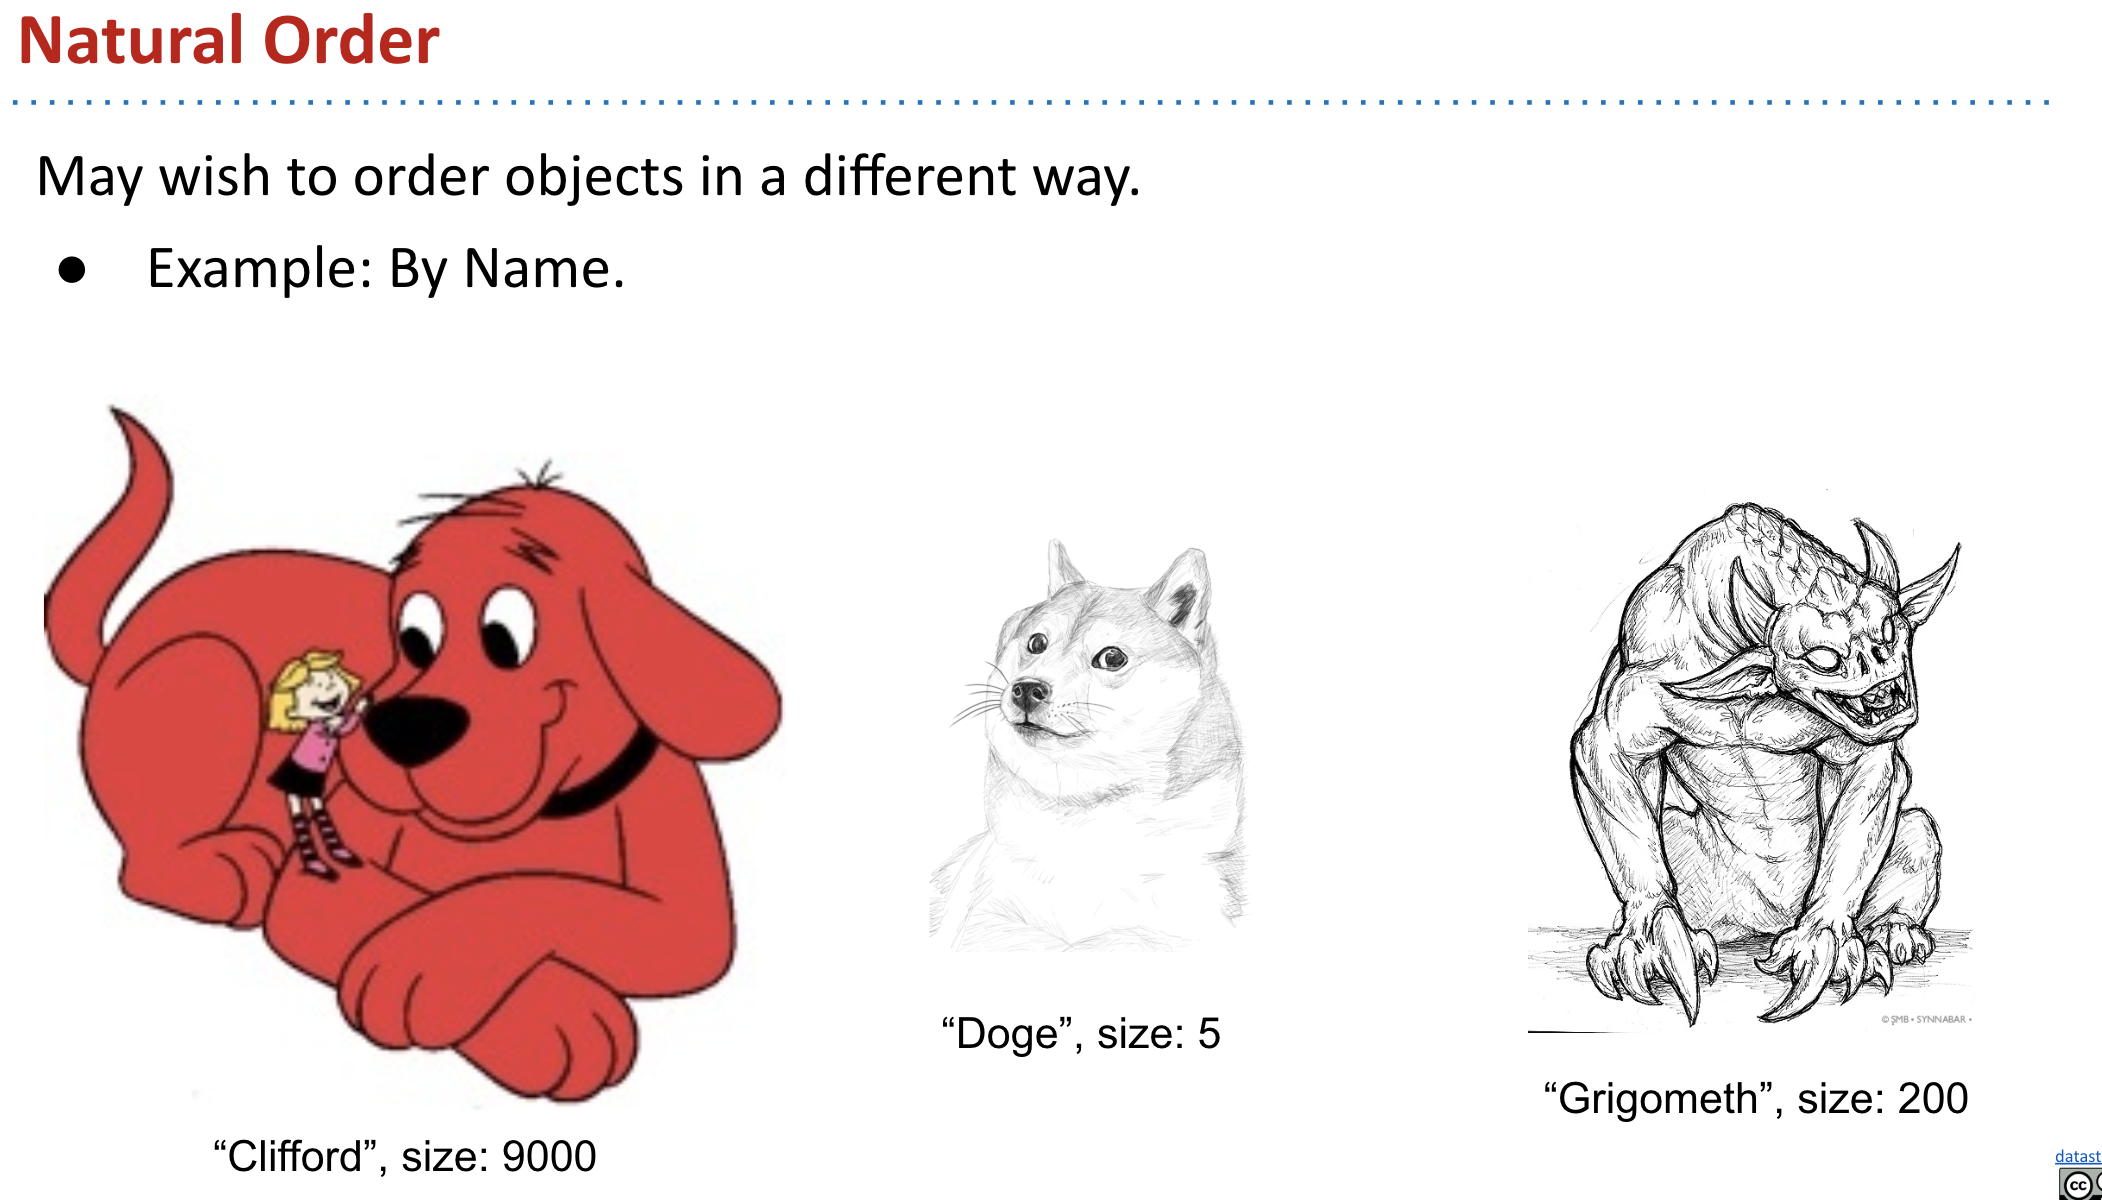 Natural Order
May wish to order objects in a different way.
● Example: By Name.
“Doge”, size: 5
© SMB • SYNNABAR •
“Grigometh”, size: 200
“Clifford”, size: 9000
datast
cc